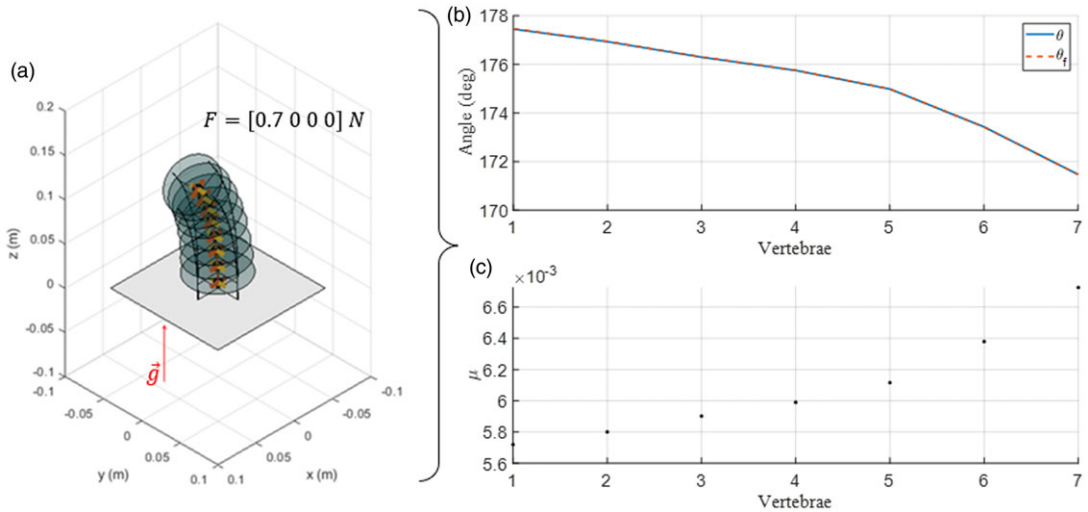 (a)
F = [0.7 0 0 0] N
0.2
0.15
0.1
0.05
0
-0.05
-0.1
z (m)
-0.1
-0.05
0
0.05
0.1
y (m)
0.1
0.05
0
-0.05
-0.1
x (m)
g⃗
(b)
178
176
174
172
170
Angle (deg)
θ
θf
1 2 3 4 5 6 7
Vertebrae
(c)
×10⁻³
6.6
6.4
6.2
6
5.8
5.6
μ
1 2 3 4 5 6 7
Vertebrae